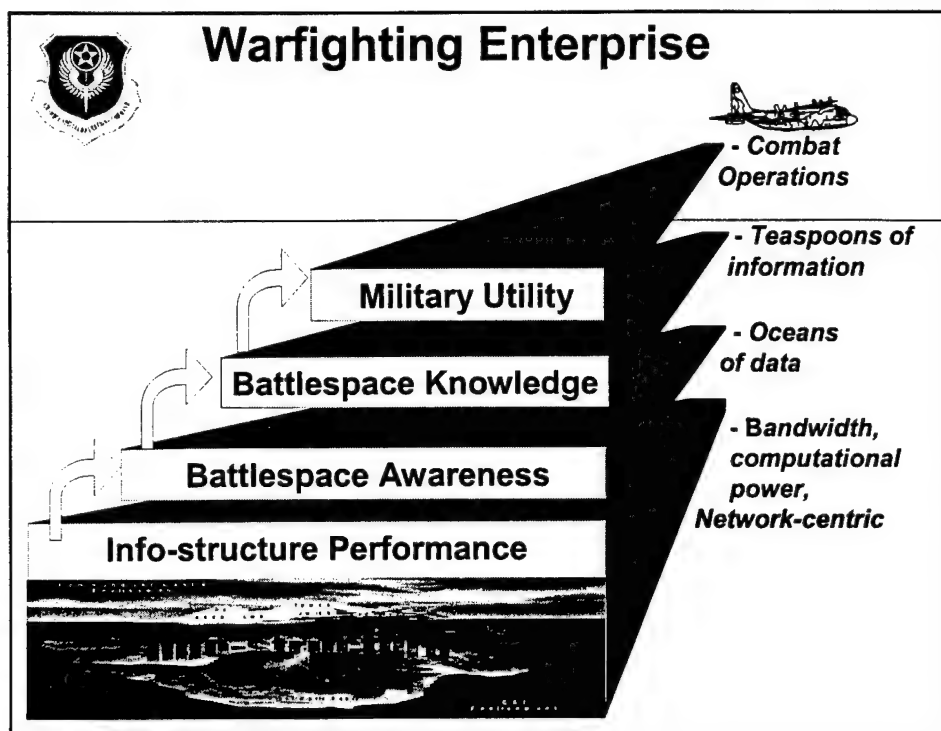 Warfighting Enterprise
- Combat
Operations
- Teaspoons of
information
Military Utility
- Oceans
of data
Battlespace Knowledge
- Bandwidth,
computational
power,
Network-centric
Battlespace Awareness
Info-structure Performance